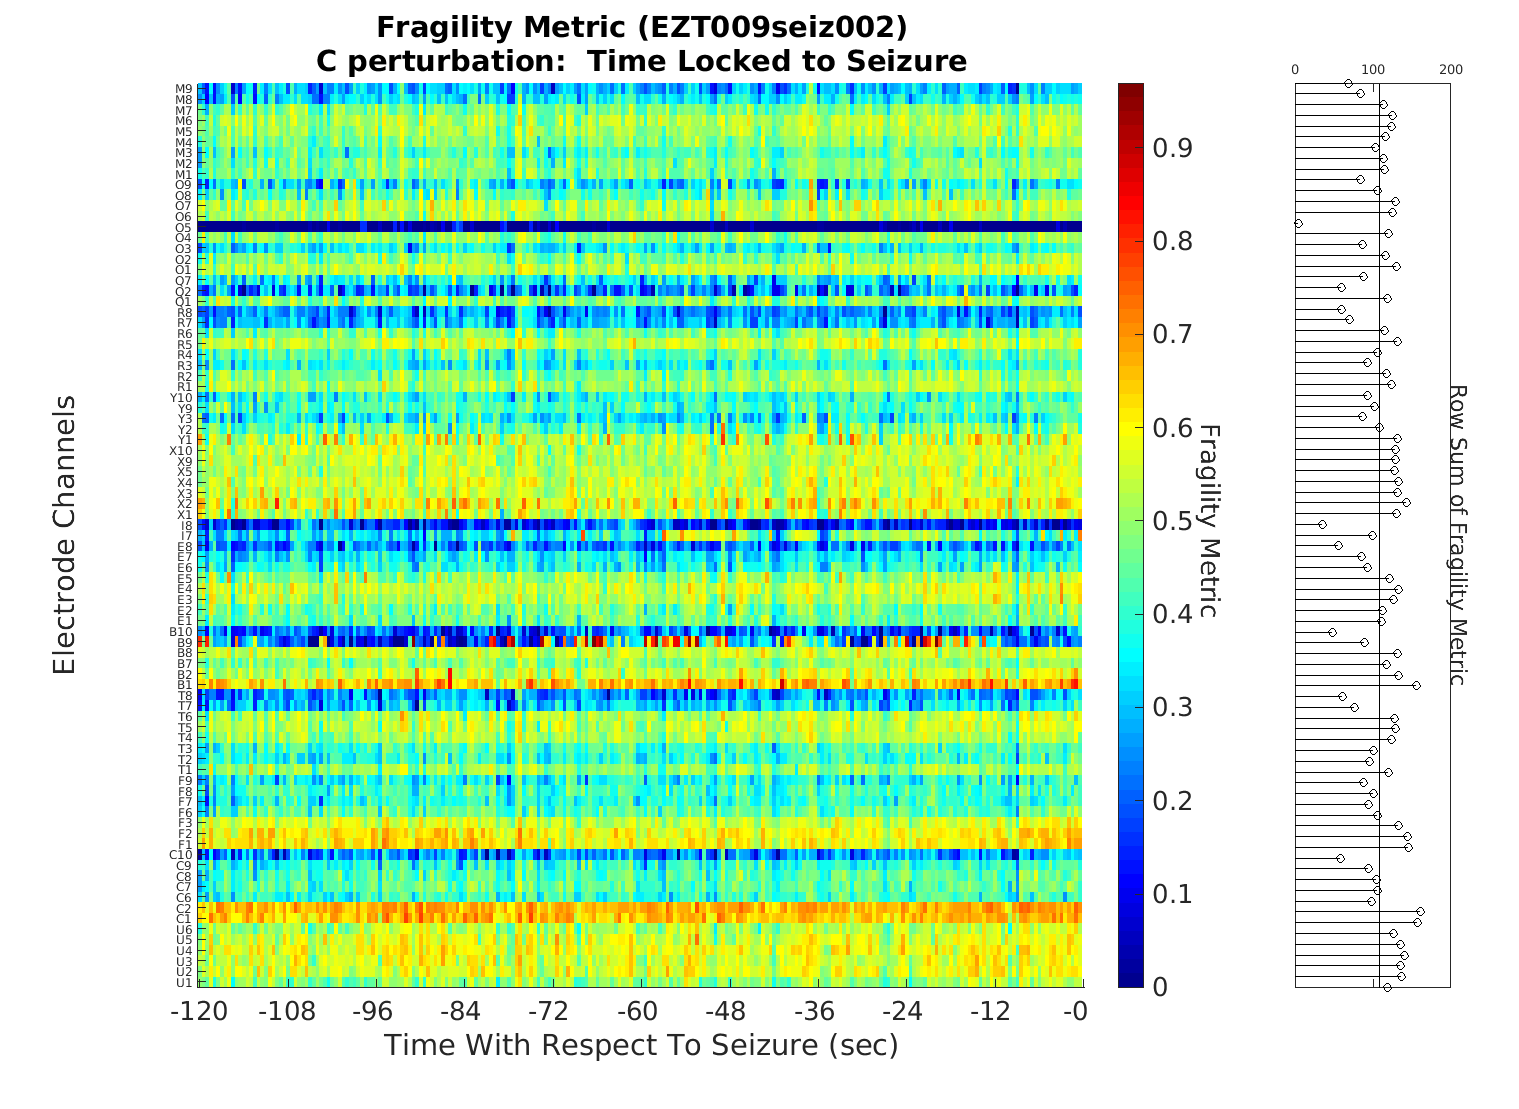 Fragility Metric (EZT009seiz002)
C perturbation:  Time Locked to Seizure
Electrode Channels
M9
M8
M7
M6
M5
M4
M3
M2
M1
O9
O8
O7
O6
O5
O4
O3
O2
O1
Q7
Q2
Q1
R8
R7
R6
R5
R4
R3
R2
R1
Y10
Y9
Y3
Y2
Y1
X10
X9
X5
X4
X3
X2
X1
I8
I7
E8
E7
E6
E5
E4
E3
E2
E1
B10
B9
B8
B7
B2
B1
T8
T7
T6
T5
T4
T3
T2
T1
F9
F8
F7
F6
F3
F2
F1
C10
C9
C8
C7
C6
C2
C1
U6
U5
U4
U3
U2
U1
-120 -108 -96 -84 -72 -60 -48 -36 -24 -12 -0
Time With Respect To Seizure (sec)
0.9
0.8
0.7
0.6
0.5
0.4
0.3
0.2
0.1
0
Fragility Metric
0 100 200
Row Sum of Fragility Metric